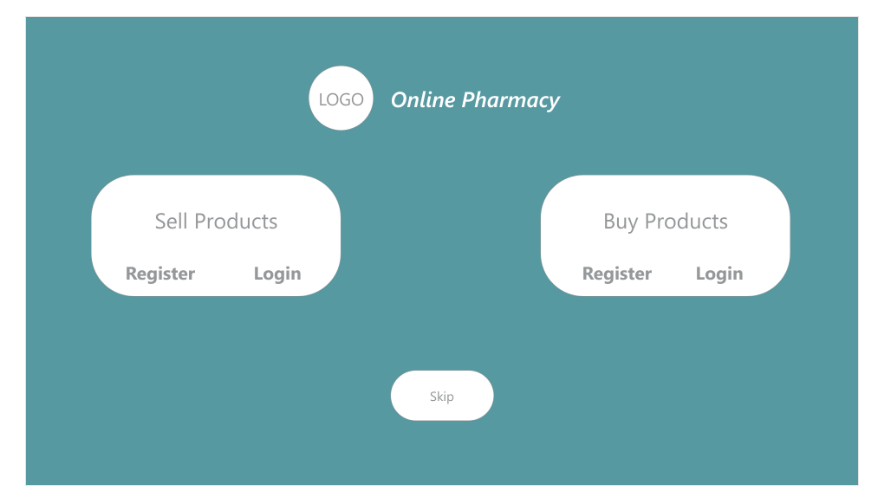 LOGO Online Pharmacy
Sell Products
Register Login
Buy Products
Register Login
Skip